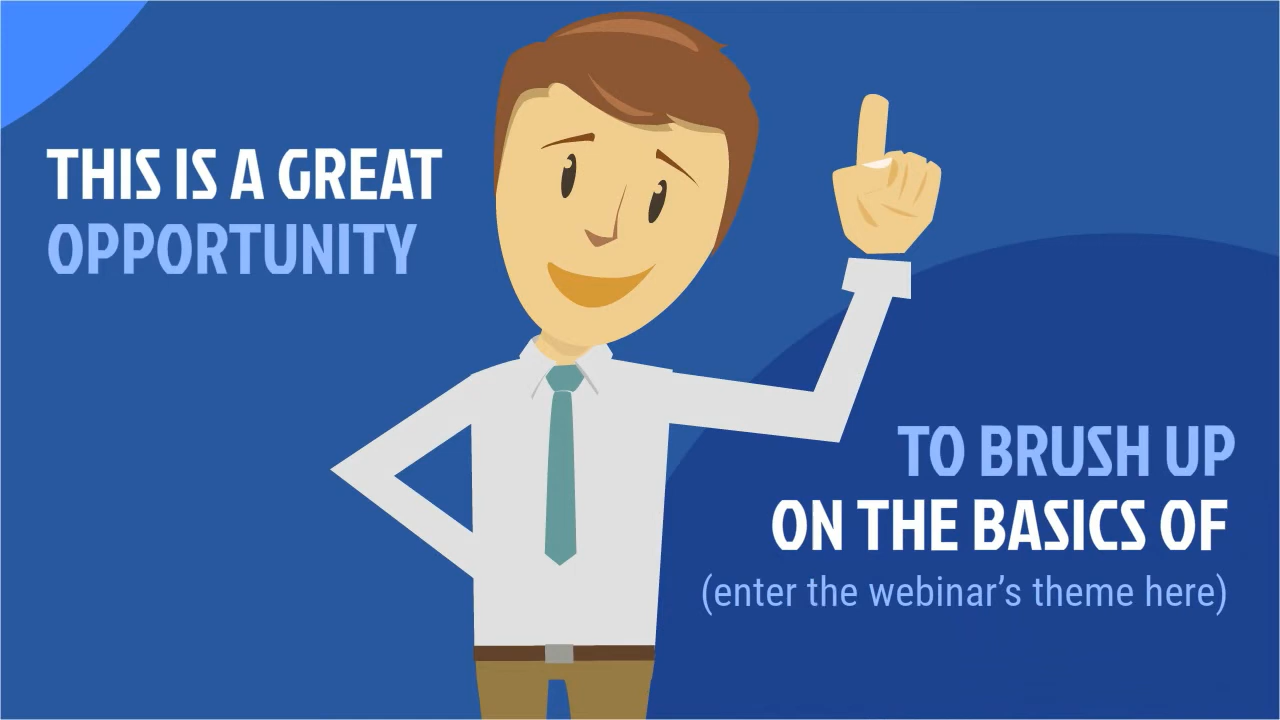 THIS IS A GREAT
OPPORTUNITY
TO BRUSH UP
ON THE BASICS OF
(enter the webinar’s theme here)